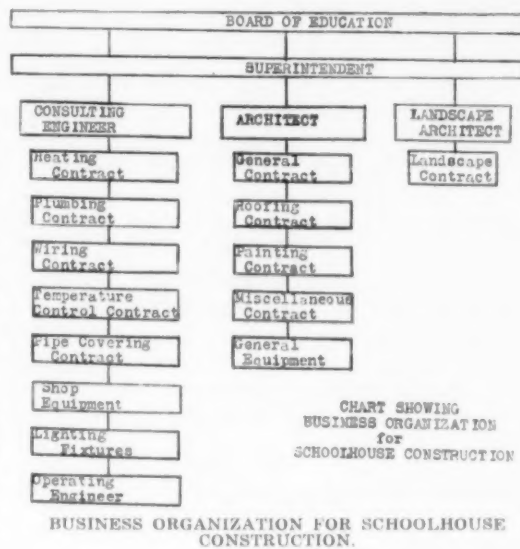 BOARD OF EDUCATION
SUPERINTENDENT
CONSULTING
ENGINEER
Heating
Contract
Plumbing
Contract
Wiring
Contract
Temperature
Control Contract
Pipe Covering
Contract
Shop
Equipment
Lighting
Fixtures
Operating
Engineer
ARCHITECT
General
Contract
Roofing
Contract
Painting
Contract
Miscellaneous
Contract
General
Equipment
LANDSCAPE
ARCHITECT
Landscape
Contract
CHART SHOWING
BUSINESS ORGANIZATION
for
SCHOOLHOUSE CONSTRUCTION
BUSINESS ORGANIZATION FOR SCHOOLHOUSE
CONSTRUCTION.